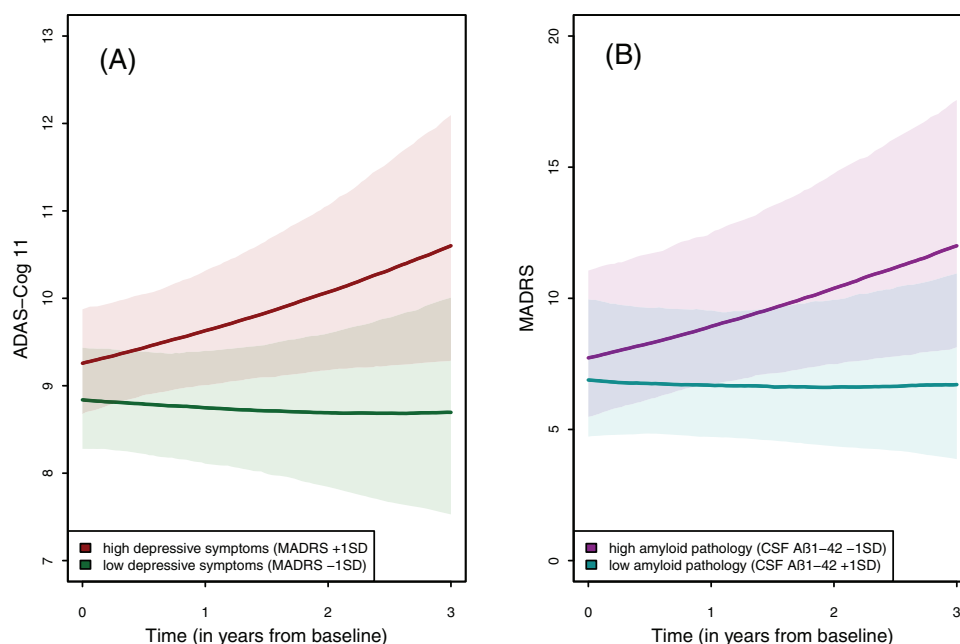 (A)
ADAS−Cog 11
13
12
11
10
9
8
7
high depressive symptoms (MADRS +1SD
low depressive symptoms (MADRS −1SD)
0
1
2
3
Time (in years from baseline)
(B)
MADRS
20
15
10
5
0
high amyloid pathology (CSF Aß1−42 −1SD)
low amyloid pathology (CSF Aß1−42 +1SD)
0
1
2
3
Time (in years from baseline)